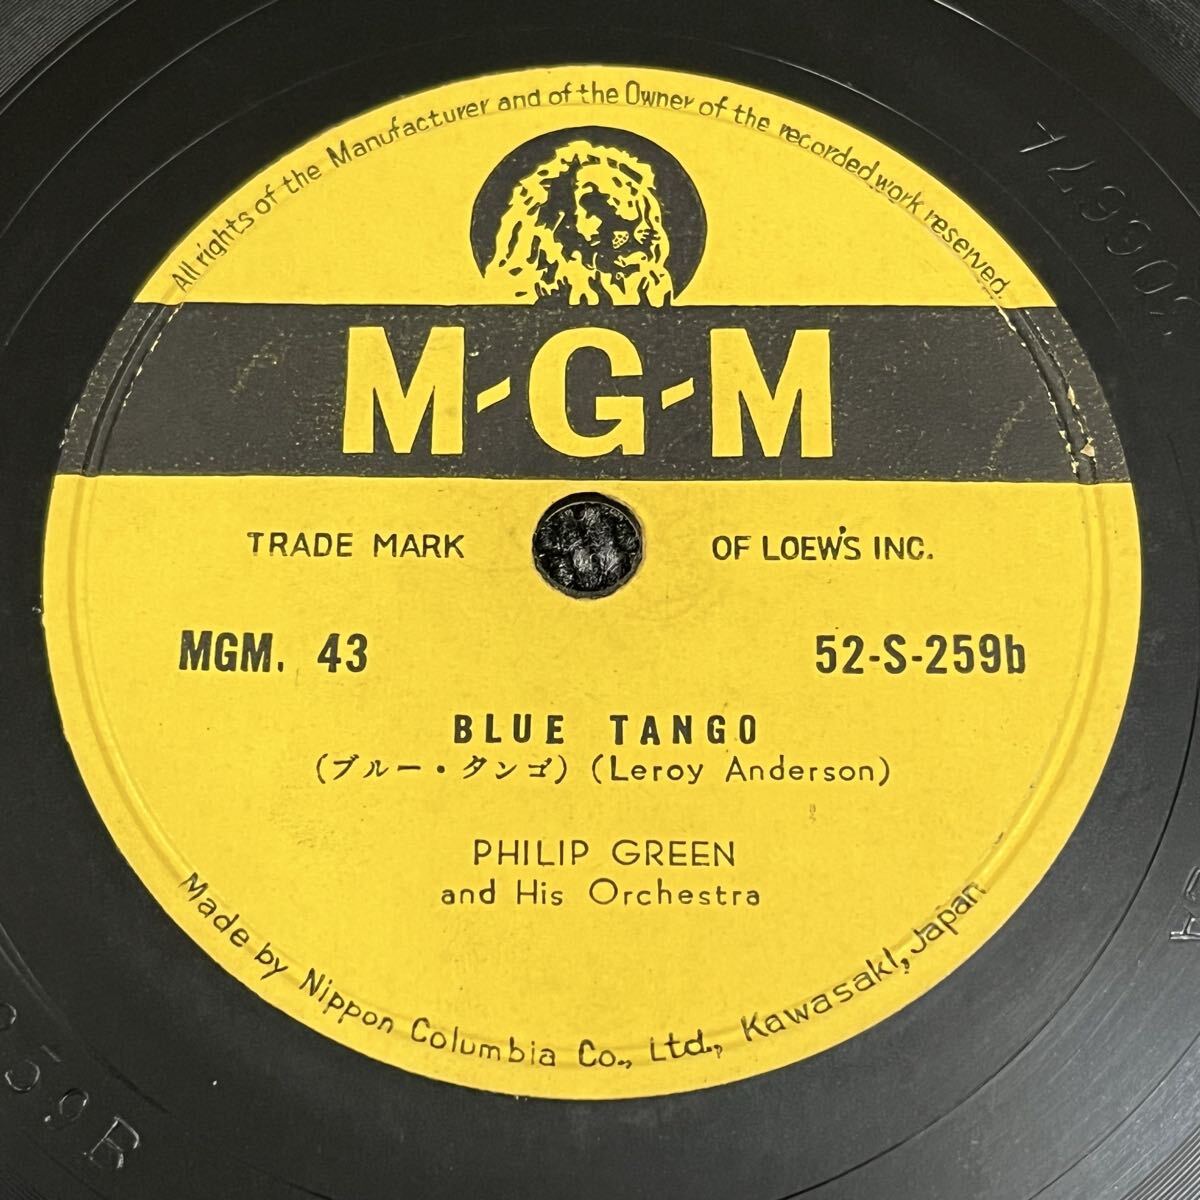 All rights of the Manufacturer and of the Owner of the recorded work reserved.
M-G-M
TRADE MARK OF LOEW'S INC.
MGM. 43 52-S-259b
BLUE TANGO
(ブルー・タンゴ) (Leroy Anderson)
PHILIP GREEN
and His Orchestra
Made by Nippon Columbia Co., Ltd., Kawasaki, Japan
259B